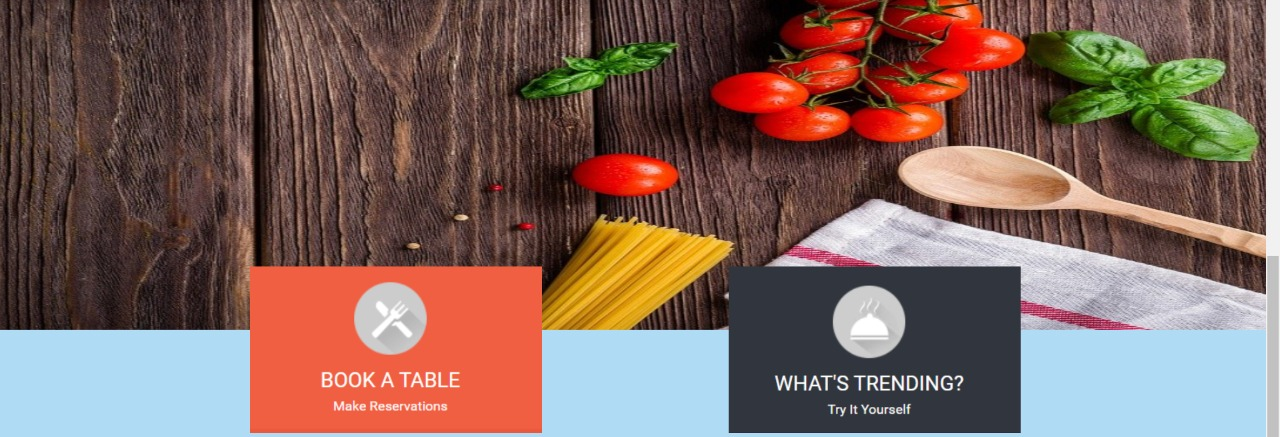 BOOK A TABLE
Make Reservations
WHAT'S TRENDING?
Try It Yourself